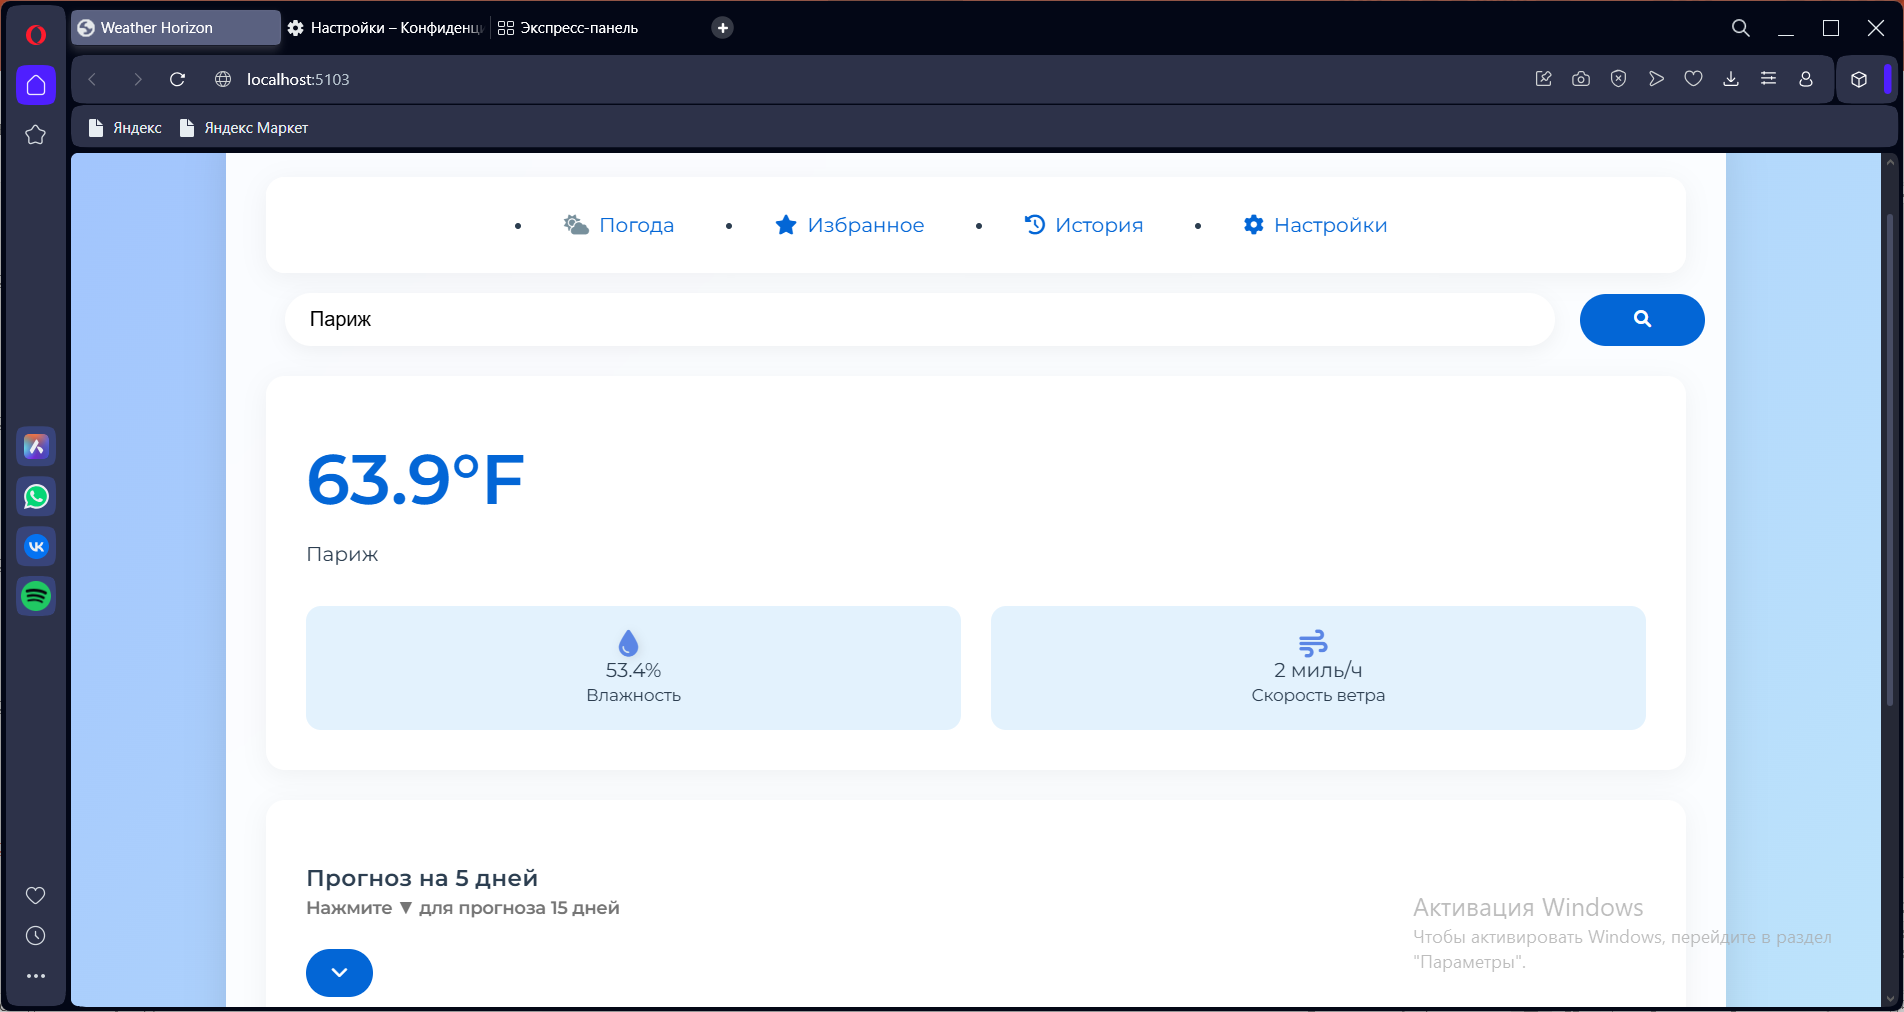 Weather Horizon
Настройки – Конфиденци
Экспресс-панель
localhost:5103
Яндекс
Яндекс Маркет
• Погода • Избранное • История • Настройки
Париж
63.9°F
Париж
53.4%
Влажность
2 миль/ч
Скорость ветра
Прогноз на 5 дней
Нажмите ▼ для прогноза 15 дней
Активация Windows
Чтобы активировать Windows, перейдите в раздел
"Параметры".